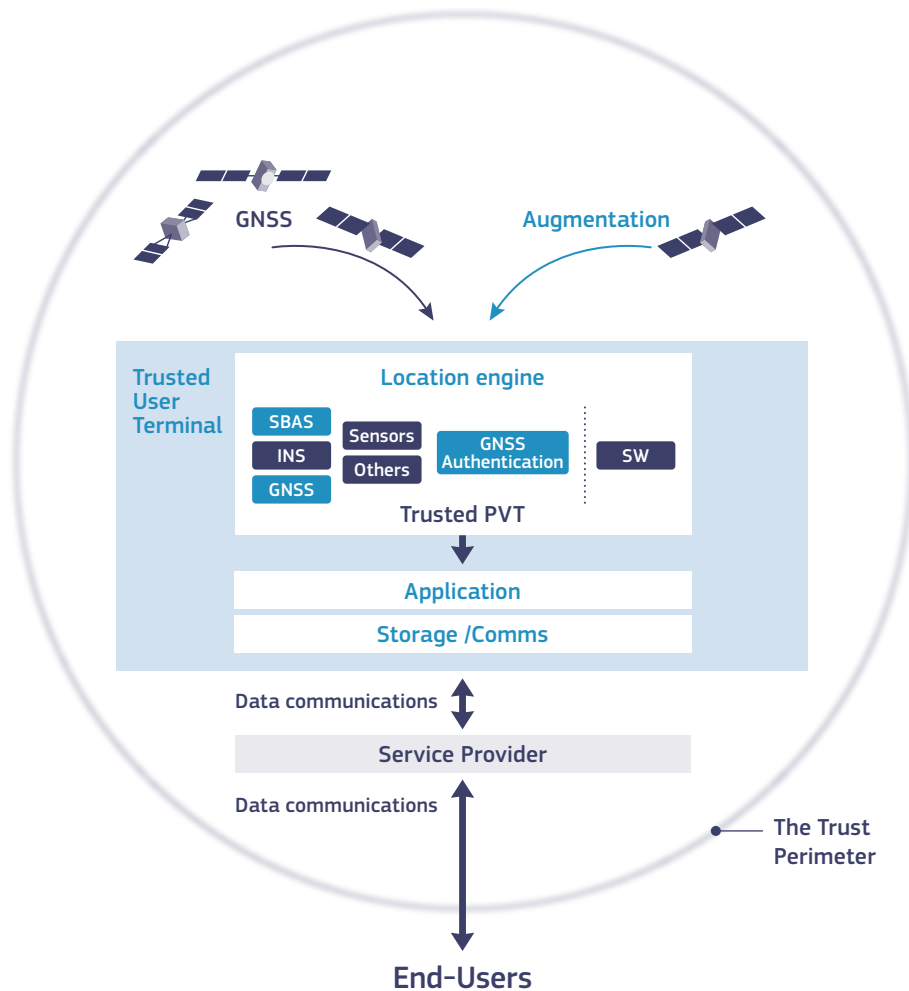 GNSS
Augmentation
Trusted
User
Terminal
Location engine
SBAS
INS
GNSS
Sensors
Others
GNSS
Authentication
SW
Trusted PVT
Application
Storage /Comms
Data communications
Service Provider
Data communications
The Trust
Perimeter
End-Users